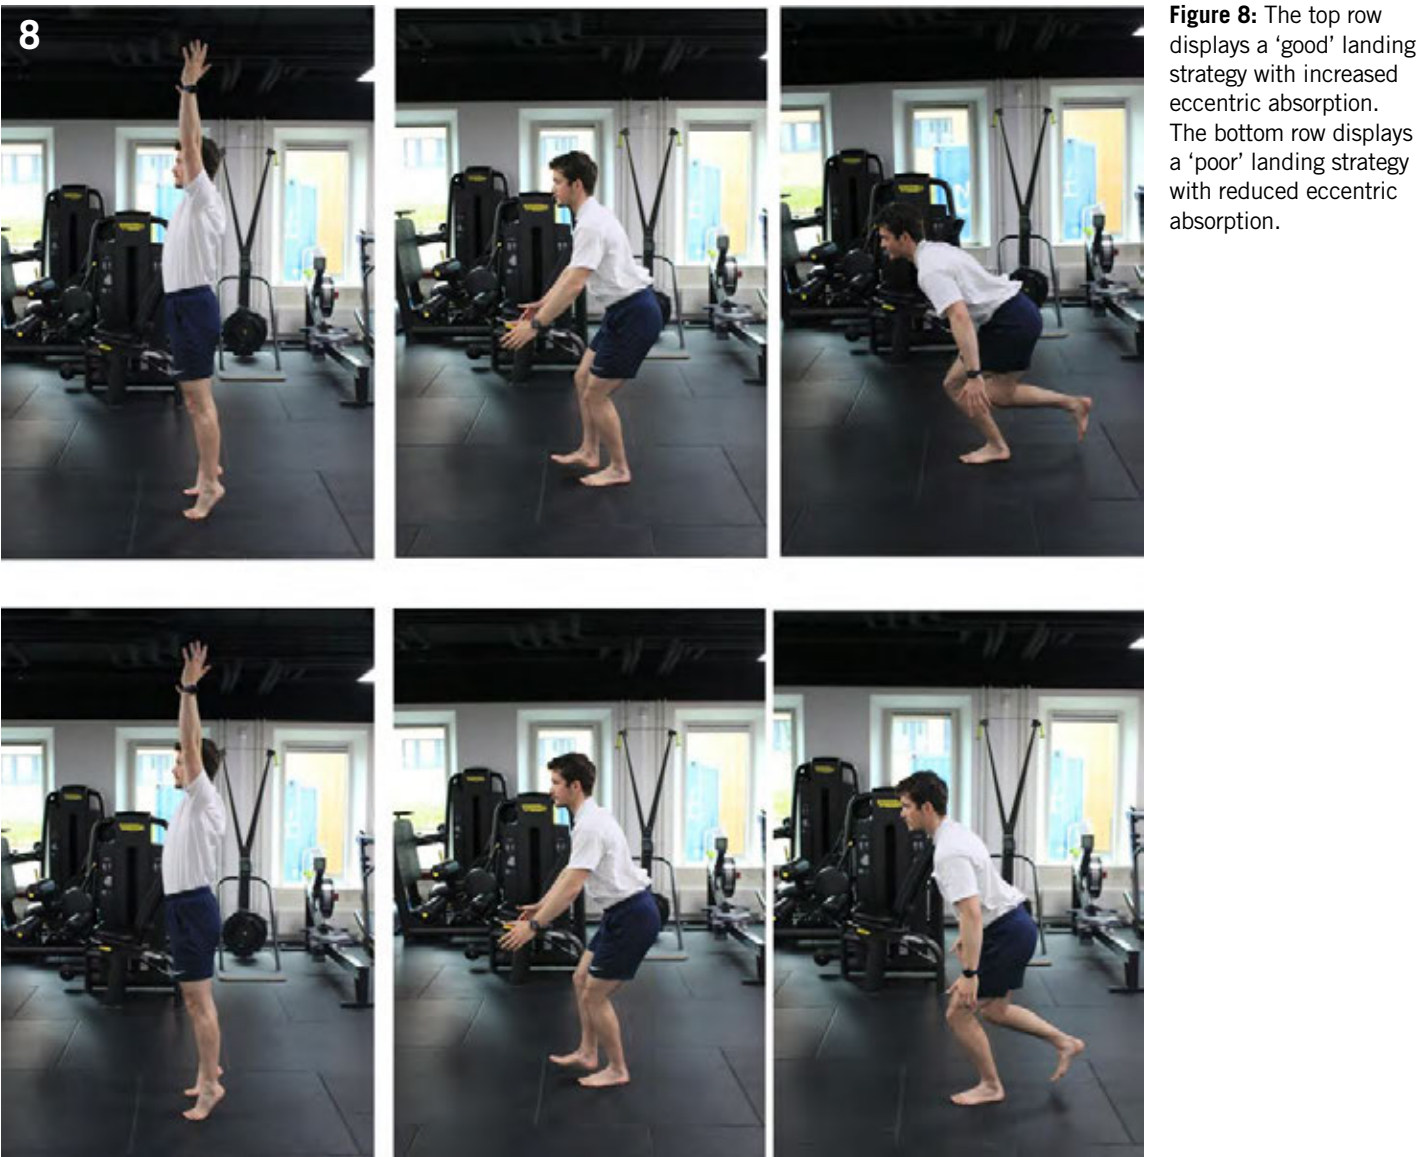 8
Figure 8: The top row
displays a ‘good’ landing
strategy with increased
eccentric absorption.
The bottom row displays
a ‘poor’ landing strategy
with reduced eccentric
absorption.